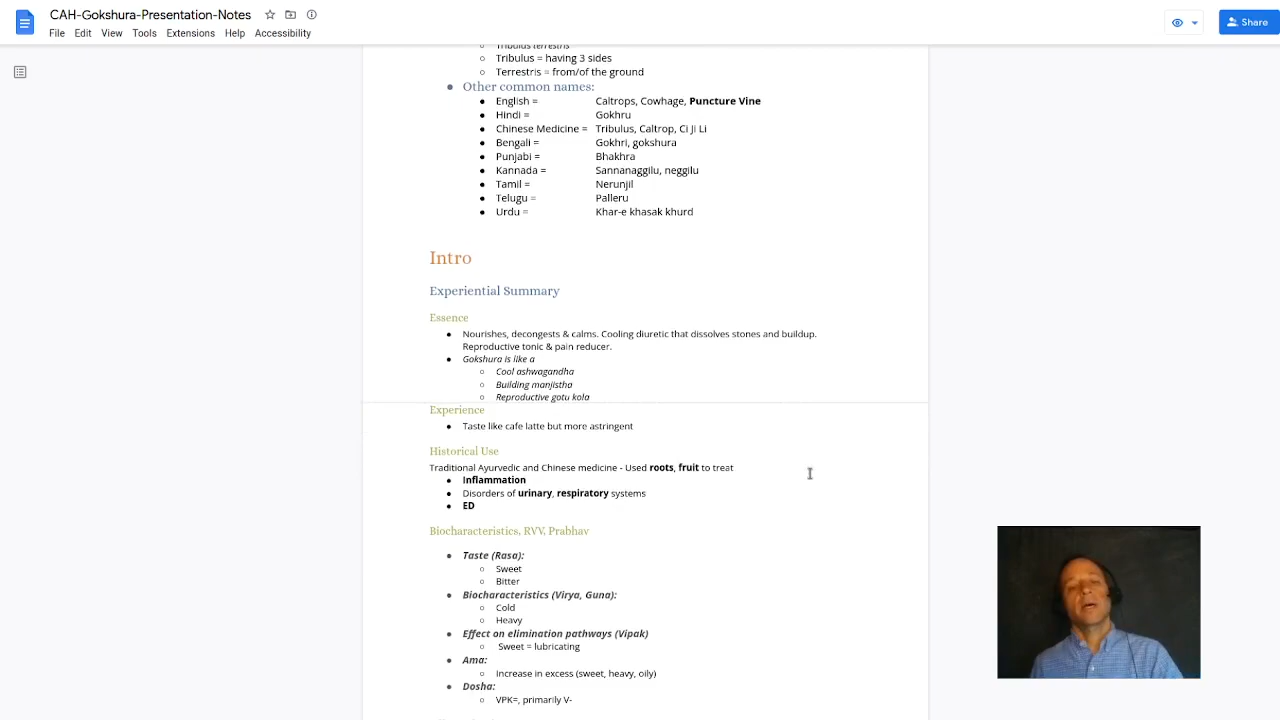 CAH-Gokshura-Presentation-Notes
File Edit View Tools Extensions Help Accessibility
Share
Tribulus terrestris
Tribulus = having 3 sides
Terrestris = from/of the ground
Other common names:
English = Caltrops, Cowhage, Puncture Vine
Hindi = Gokhru
Chinese Medicine = Tribulus, Caltrop, Ci Ji Li
Bengali = Gokhri, gokshura
Punjabi = Bhakhra
Kannada = Sannanaggilu, neggilu
Tamil = Nerunjil
Telugu = Palleru
Urdu = Khar-e khasak khurd
Intro
Experiential Summary
Essence
Nourishes, decongests & calms. Cooling diuretic that dissolves stones and buildup.
Reproductive tonic & pain reducer.
Gokshura is like a
Cool ashwagandha
Building manjistha
Reproductive gotu kola
Experience
Taste like cafe latte but more astringent
Historical Use
Traditional Ayurvedic and Chinese medicine - Used roots, fruit to treat
Inflammation
Disorders of urinary, respiratory systems
ED
Biocharacteristics, RVV, Prabhav
Taste (Rasa):
Sweet
Bitter
Biocharacteristics (Virya, Guna):
Cold
Heavy
Effect on elimination pathways (Vipak)
Sweet = lubricating
Ama:
Increase in excess (sweet, heavy, oily)
Dosha:
VPK=, primarily V-